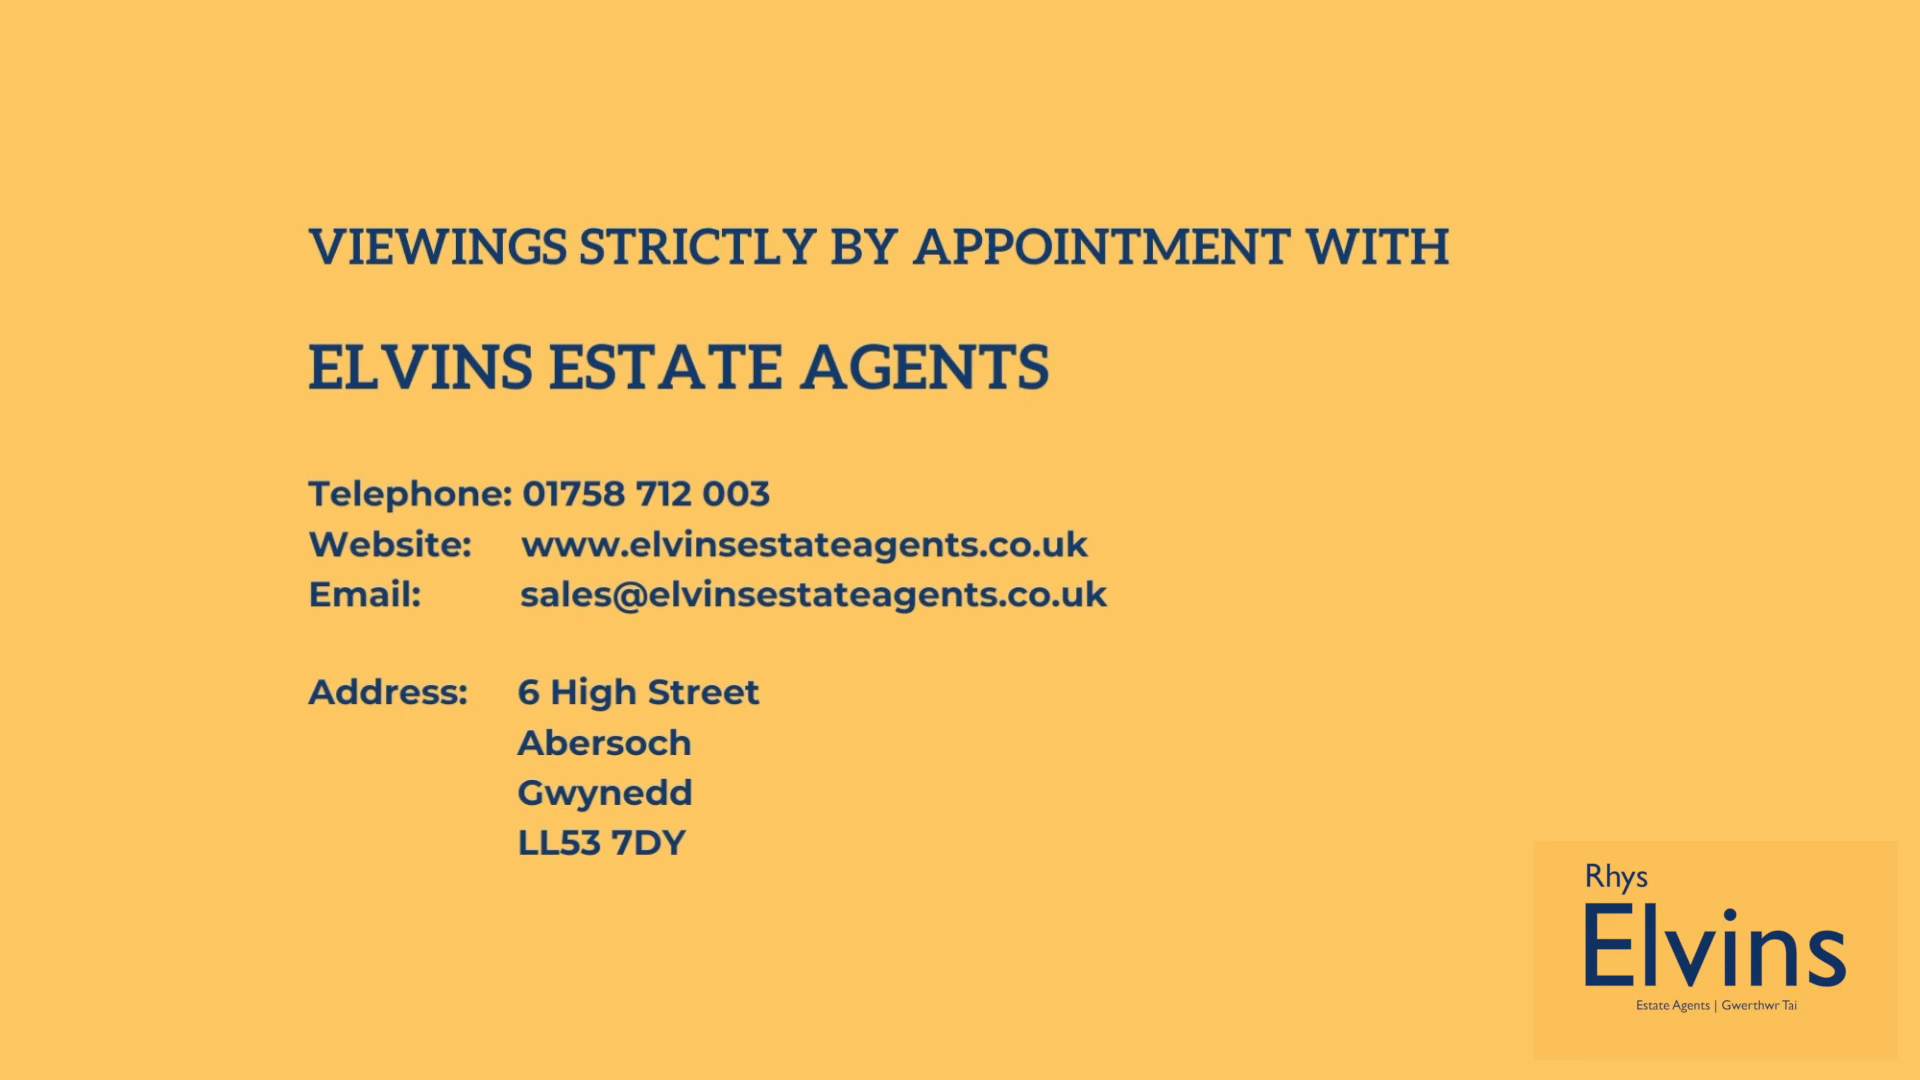 VIEWINGS STRICTLY BY APPOINTMENT WITH
ELVINS ESTATE AGENTS
Telephone: 01758 712 003
Website: www.elvinsestateagents.co.uk
Email: sales@elvinsestateagents.co.uk
Address: 6 High Street
Abersoch
Gwynedd
LL53 7DY
Rhys
Elvins
Estate Agents | Gwerthwr Tai